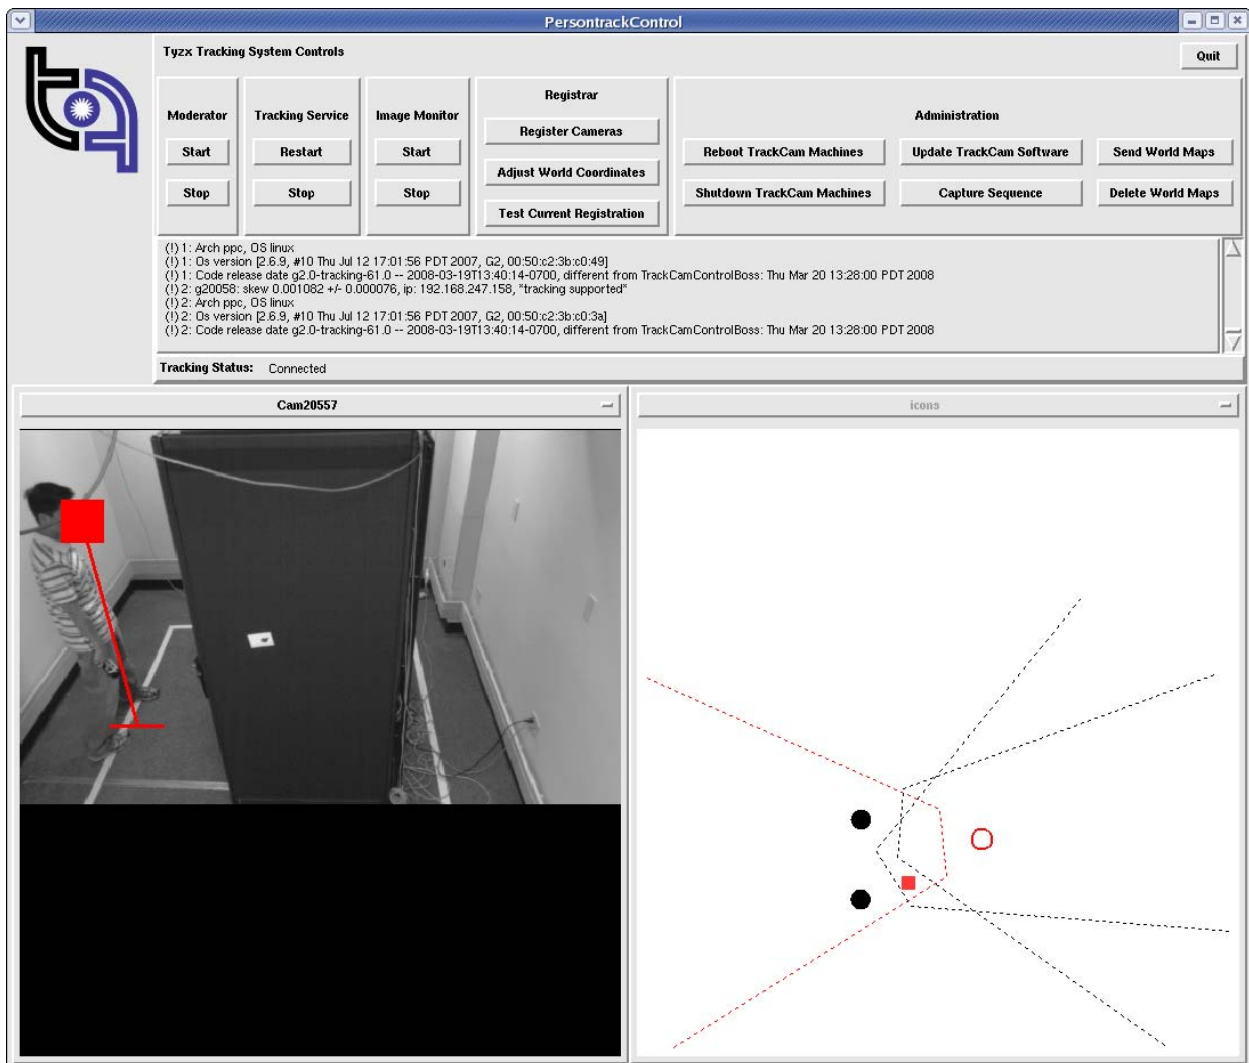 PersontrackControl
Tyzx Tracking System Controls
Quit
Moderator
Start
Stop
Tracking Service
Restart
Stop
Image Monitor
Start
Stop
Registrar
Register Cameras
Adjust World Coordinates
Test Current Registration
Administration
Reboot TrackCam Machines
Update TrackCam Software
Send World Maps
Shutdown TrackCam Machines
Capture Sequence
Delete World Maps
(!) 1: Arch ppc, OS linux
(!) 1: Os version [2.6.9, #10 Thu Jul 12 17:01:56 PDT 2007, G2, 00:50:c2:3b:c0:49]
(!) 1: Code release date g2.0-tracking-61.0 -- 2008-03-19T13:40:14-0700, different from TrackCamControlBoss: Thu Mar 20 13:28:00 PDT 2008
(!) 2: g20058: skew 0.001082 +/- 0.000076, ip: 192.168.247.158, *tracking supported*
(!) 2: Arch ppc, OS linux
(!) 2: Os version [2.6.9, #10 Thu Jul 12 17:01:56 PDT 2007, G2, 00:50:c2:3b:c0:3a]
(!) 2: Code release date g2.0-tracking-61.0 -- 2008-03-19T13:40:14-0700, different from TrackCamControlBoss: Thu Mar 20 13:28:00 PDT 2008
Tracking Status: Connected
Cam20557
icons